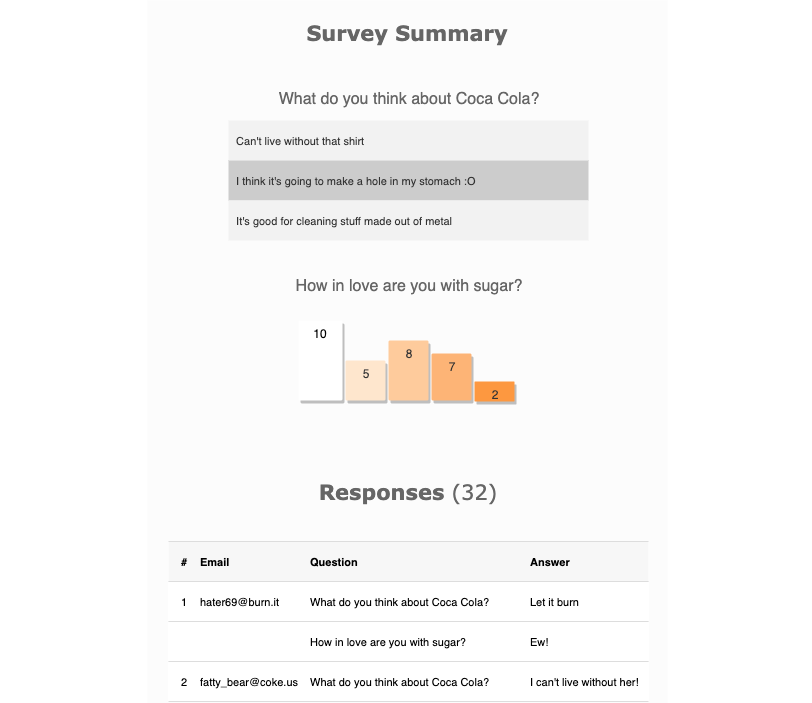 Survey Summary
What do you think about Coca Cola?
Can't live without that shirt
I think it's going to make a hole in my stomach :O
It's good for cleaning stuff made out of metal
How in love are you with sugar?
10
5
8
7
2
Responses (32)
# Email Question Answer
1 hater69@burn.it What do you think about Coca Cola? Let it burn
How in love are you with sugar? Ew!
2 fatty_bear@coke.us What do you think about Coca Cola? I can't live without her!